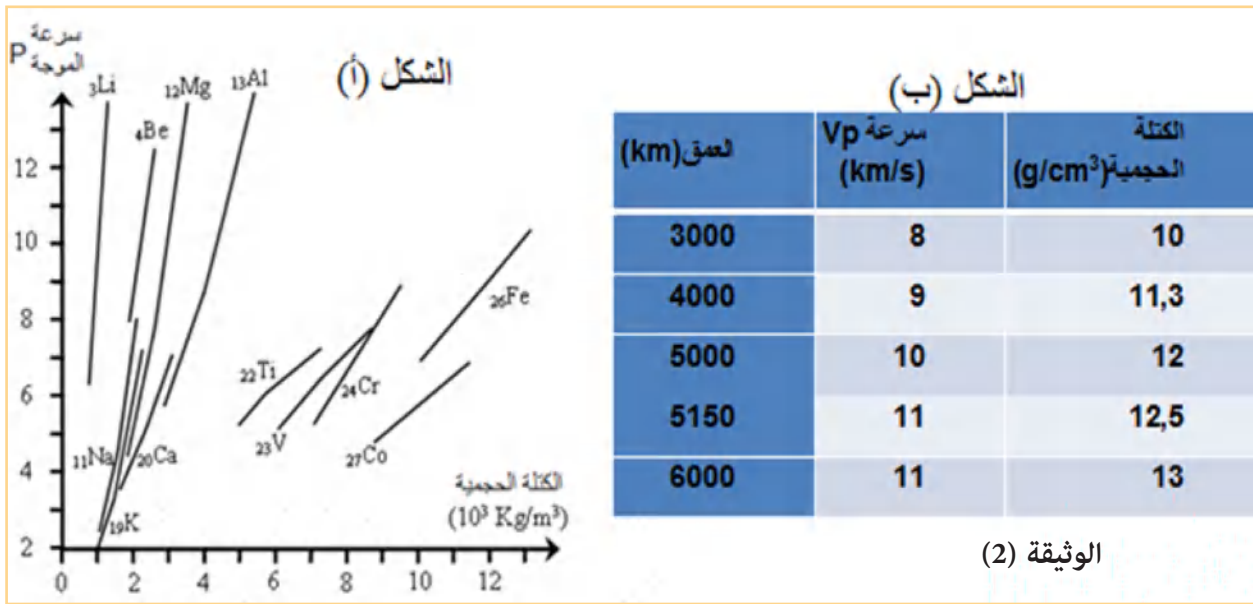 الشكل (أ)
سرعة
الموجة P
₃Li
₄Be
₁₂Mg
₁₃Al
₁₁Na
₂₀Ca
₁₉K
₂₂Ti
₂₃V
₂₄Cr
₂₆Fe
₂₇Co
12
10
8
6
4
2
0 2 4 6 8 10 12
الكتلة الحجمية
(10³ Kg/m³)
الشكل (ب)
العمق(km) سرعة Vp (km/s) الكتلة الحجمية(g/cm³)
3000 8 10
4000 9 11,3
5000 10 12
5150 11 12,5
6000 11 13
الوثيقة (2)